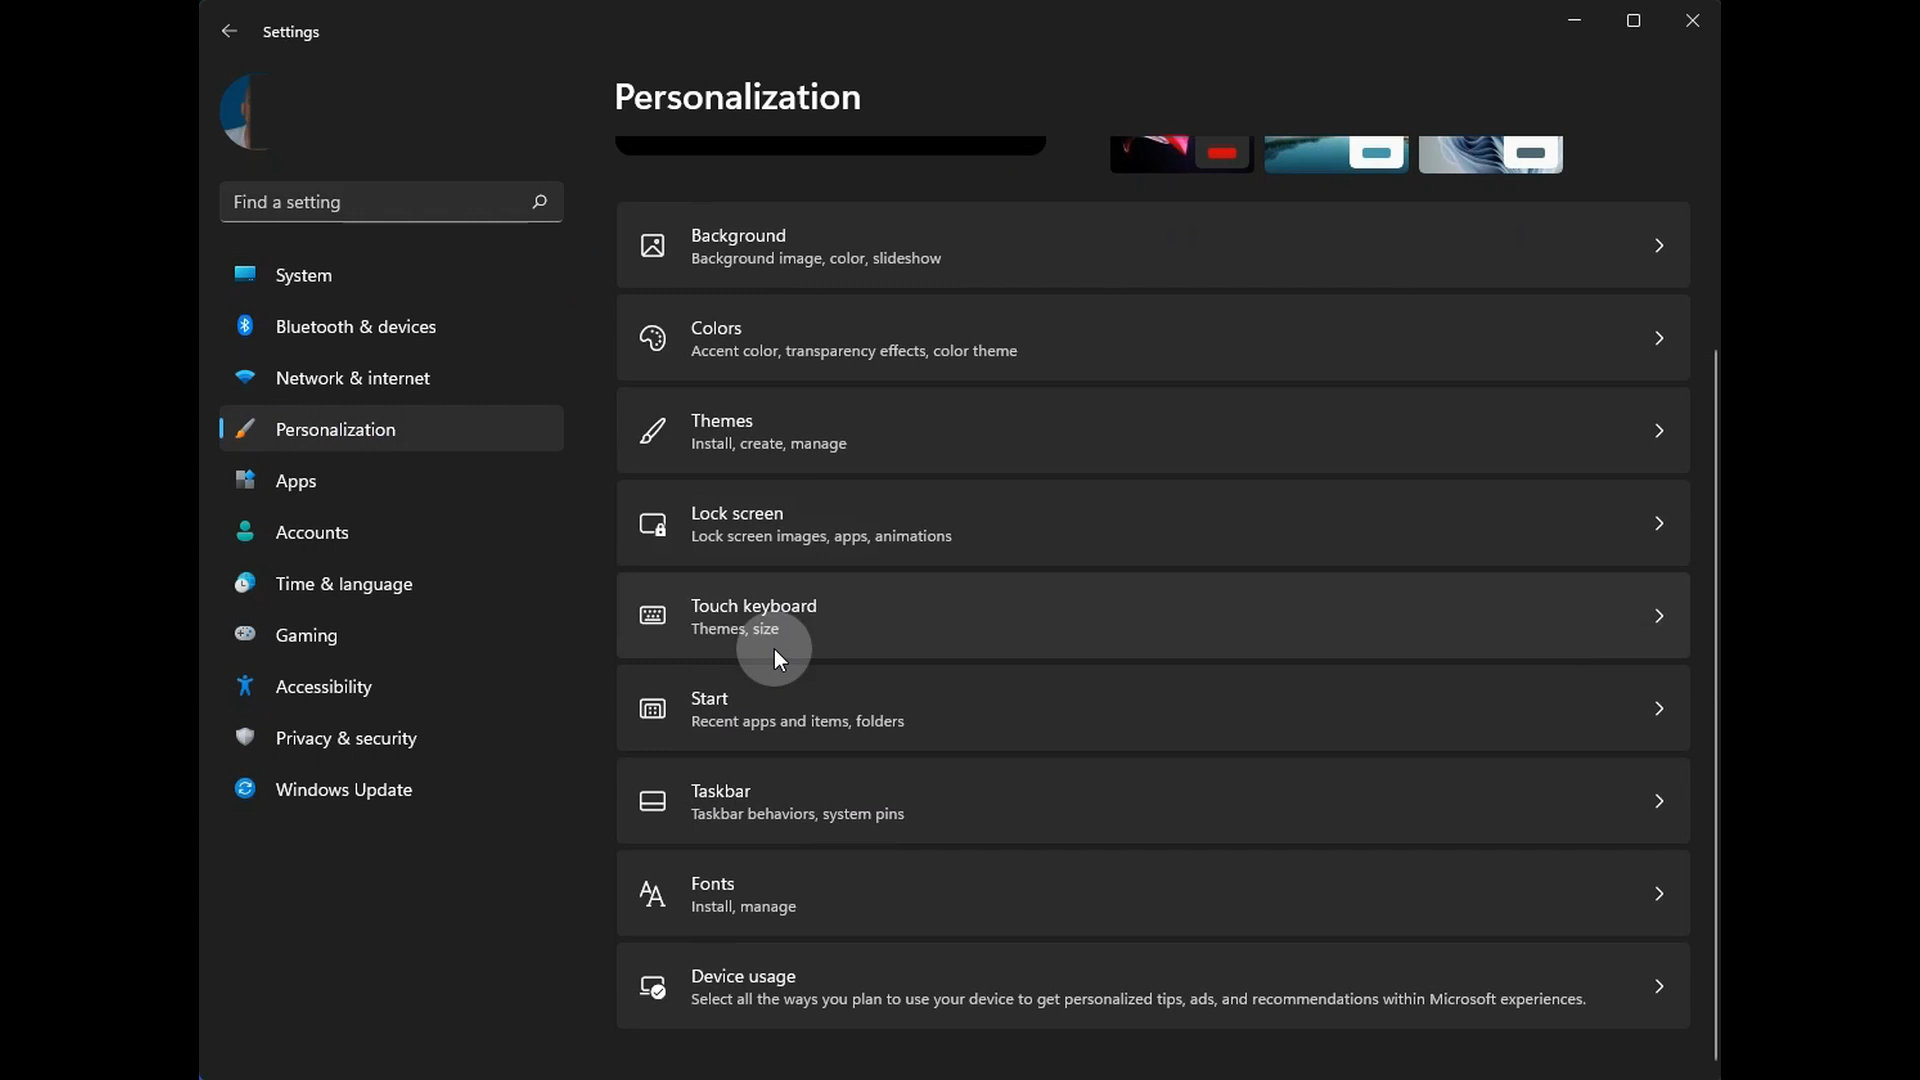 Settings
Personalization
Find a setting
System
Bluetooth & devices
Network & internet
Personalization
Apps
Accounts
Time & language
Gaming
Accessibility
Privacy & security
Windows Update
Background
Background image, color, slideshow
Colors
Accent color, transparency effects, color theme
Themes
Install, create, manage
Lock screen
Lock screen images, apps, animations
Touch keyboard
Themes, size
Start
Recent apps and items, folders
Taskbar
Taskbar behaviors, system pins
Fonts
Install, manage
Device usage
Select all the ways you plan to use your device to get personalized tips, ads, and recommendations within Microsoft experiences.